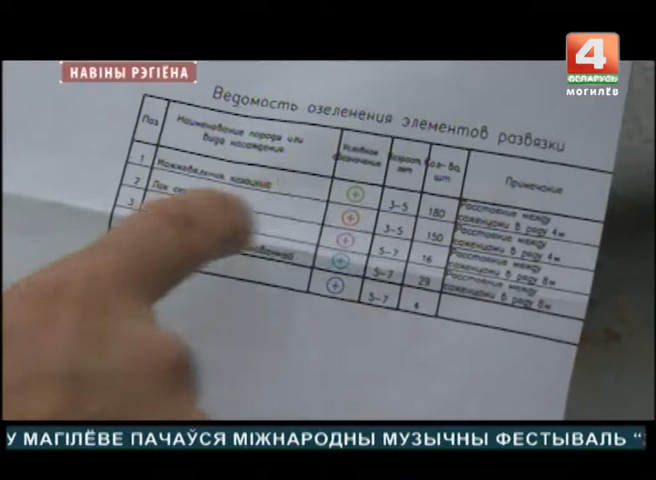 4
НАВІНЫ РЭГІЁНА
БЕЛАРУСЬ
МОГИЛЁВ
Ведомость озеленения элементов развязки
Поз.
Наименование породы или
вида насаждения
Условное
обозначение
Возраст,
лет
Кол-во,
шт.
Примечание
1 Можжевельник казацкий 3-5 180 Расстояние между
саженцами в ряду 4м
2 3-5 150 Расстояние между
саженцами в ряду 4м
3 5-7 16 Расстояние между
саженцами в ряду 8м
5-7 29 Расстояние между
саженцами в ряду 8м
5-7 4
У МАГІЛЁВЕ ПАЧАЎСЯ МІЖНАРОДНЫ МУЗЫЧНЫ ФЕСТЫВАЛЬ “